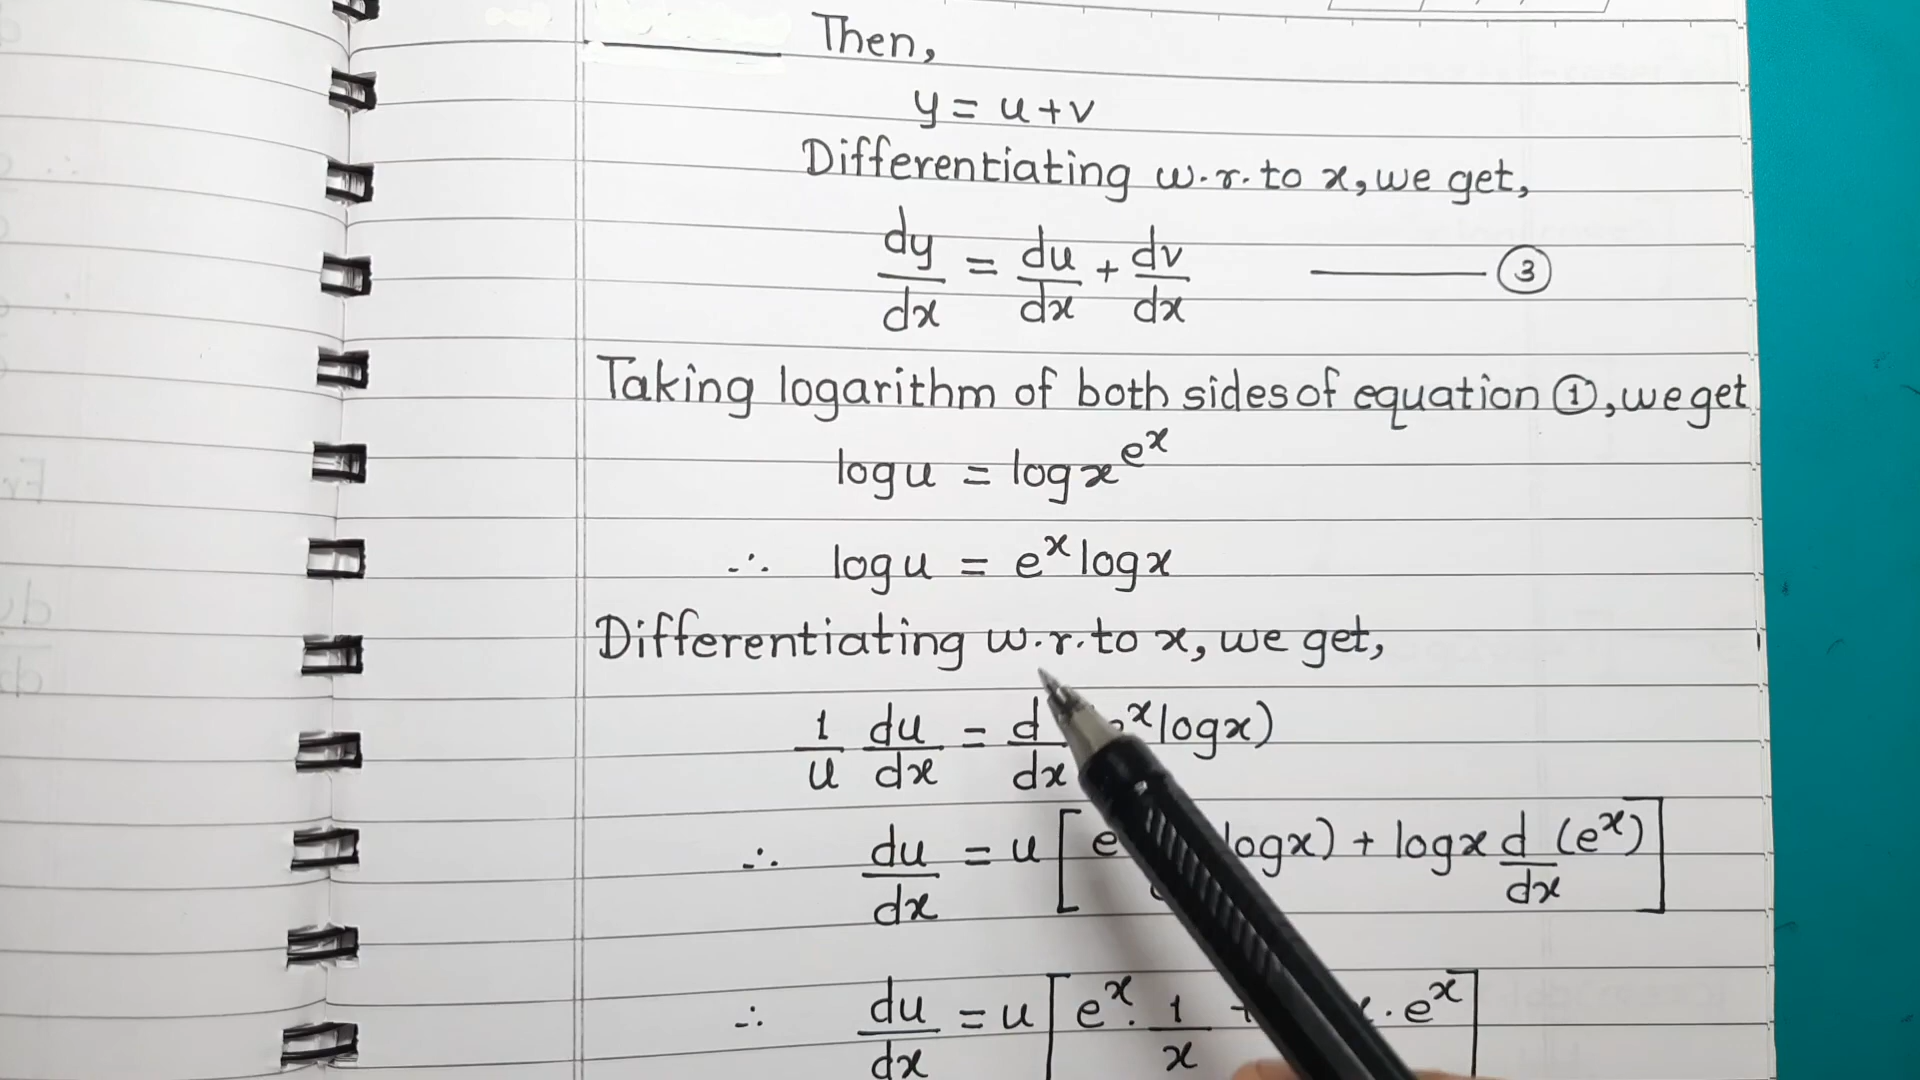 Then,
y = u+v
Differentiating w.r.to x, we get,
dy/dx = du/dx + dv/dx ——— ③
Taking logarithm of both sides of equation ①, we get
log u = log x^e^x
∴ log u = e^x log x
Differentiating w.r.to x, we get,
1/u du/dx = d/dx x log x)
∴ du/dx = u [ e log x) + log x d/dx (e^x) ]
∴ du/dx = u [ e^x . 1/x + x . e^x ]